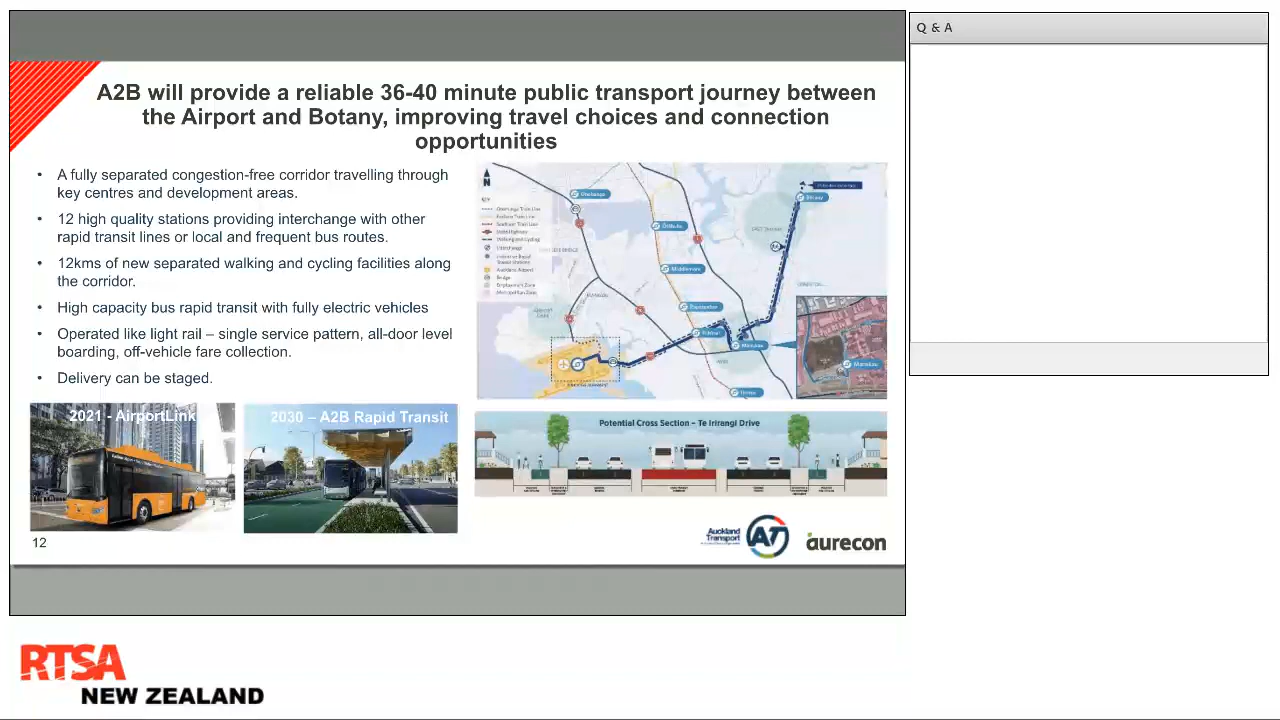 Q & A
A2B will provide a reliable 36-40 minute public transport journey between
the Airport and Botany, improving travel choices and connection
opportunities
• A fully separated congestion-free corridor travelling through
key centres and development areas.
• 12 high quality stations providing interchange with other
rapid transit lines or local and frequent bus routes.
• 12kms of new separated walking and cycling facilities along
the corridor.
• High capacity bus rapid transit with fully electric vehicles
• Operated like light rail – single service pattern, all-door level
boarding, off-vehicle fare collection.
• Delivery can be staged.
N
Botany
Middlemore
Papatoetoe
Manukau
Manukau
2021 - AirportLink
2030 – A2B Rapid Transit
Potential Cross Section – Te Irirangi Drive
12
Auckland
Transport
AT
aurecon
RTSA
NEW ZEALAND